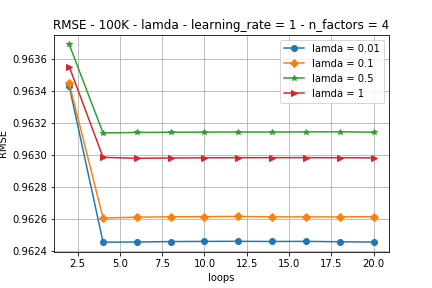 RMSE - 100K - lamda - learning_rate = 1 - n_factors = 4
lamda = 0.01
lamda = 0.1
lamda = 0.5
lamda = 1
RMSE
0.9636
0.9634
0.9632
0.9630
0.9628
0.9626
0.9624
2.5 5.0 7.5 10.0 12.5 15.0 17.5 20.0
loops